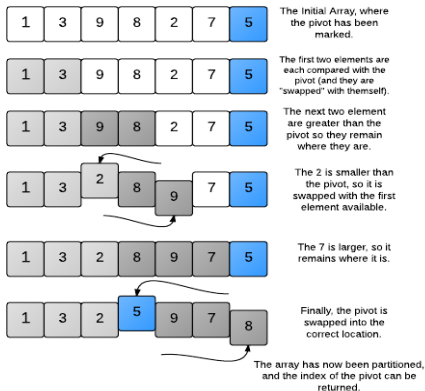 1 3 9 8 2 7 5
The Initial Array, where
the pivot has been
marked.
1 3 9 8 2 7 5
The first two elements are
each compared with the
pivot (and they are
"swapped" with themself).
1 3 9 8 2 7 5
The next two element
are greater than the
pivot so they remain
where they are.
1 3 2 8 9 7 5
The 2 is smaller than
the pivot, so it is
swapped with the first
element available.
1 3 2 8 9 7 5
The 7 is larger, so it
remains where it is.
1 3 2 5 9 7 8
Finally, the pivot is
swapped into the
correct location.
The array has now been partitioned,
and the index of the pivot can be
returned.